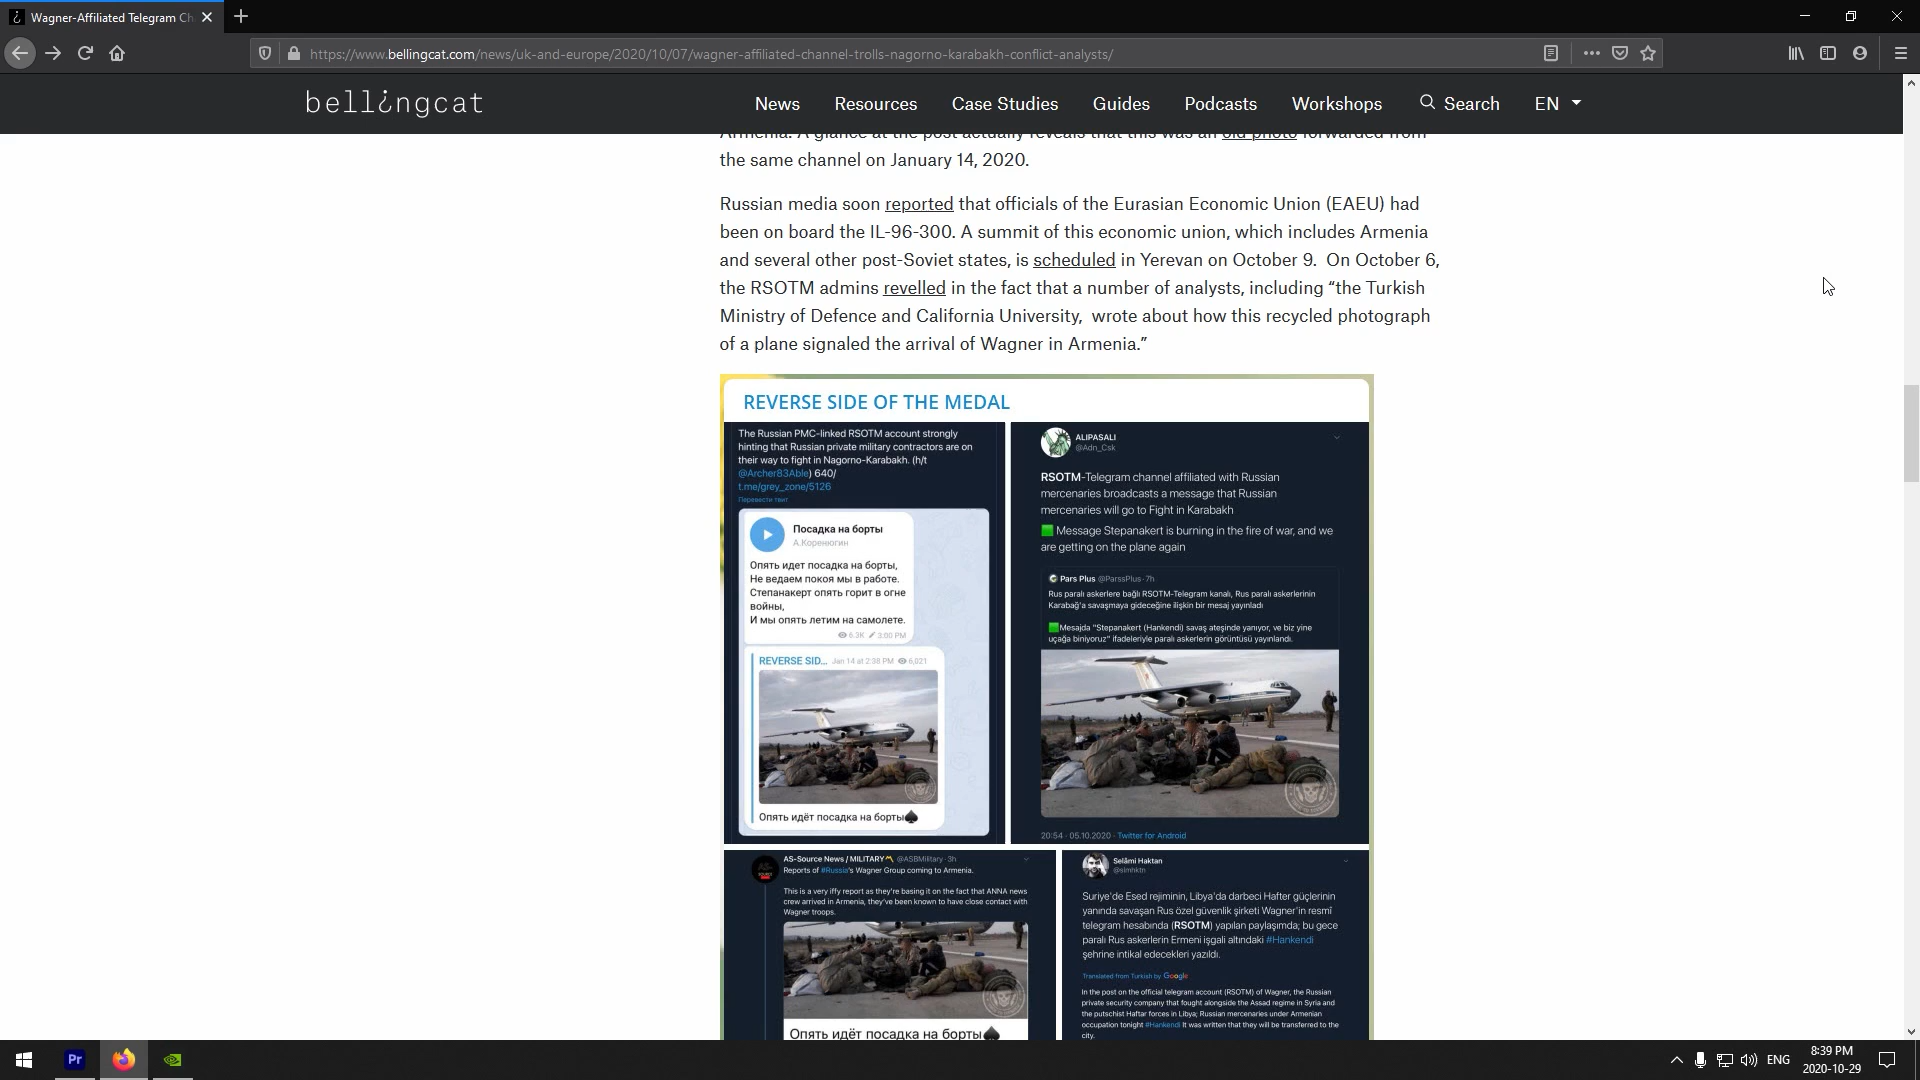 Wagner-Affiliated Telegram Ch
https://www.bellingcat.com/news/uk-and-europe/2020/10/07/wagner-affiliated-channel-trolls-nagorno-karabakh-conflict-analysts/
bell¿ngcat
News Resources Case Studies Guides Podcasts Workshops Search EN
Armenia. A glance at the post actually reveals that this was an old photo forwarded from
the same channel on January 14, 2020.
Russian media soon reported that officials of the Eurasian Economic Union (EAEU) had
been on board the IL-96-300. A summit of this economic union, which includes Armenia
and several other post-Soviet states, is scheduled in Yerevan on October 9. On October 6,
the RSOTM admins revelled in the fact that a number of analysts, including “the Turkish
Ministry of Defence and California University, wrote about how this recycled photograph
of a plane signaled the arrival of Wagner in Armenia.”
REVERSE SIDE OF THE MEDAL
The Russian PMC-linked RSOTM account strongly
hinting that Russian private military contractors are on
their way to fight in Nagorno-Karabakh. (h/t
@Archer83Able) 640/
t.me/grey_zone/5126
Перевести твит
Посадка на борты
А.Коренюгин
Опять идет посадка на борты,
Не ведаем покоя мы в работе.
Степанакерт опять горит в огне
войны,
И мы опять летим на самолете.
6.3K 3:00 PM
REVERSE SID... Jan 14 at 2:38 PM 6,021
Опять идёт посадка на борты♠
ALIPASALI
@Adn_Csk
RSOTM-Telegram channel affiliated with Russian
mercenaries broadcasts a message that Russian
mercenaries will go to Fight in Karabakh
Message Stepanakert is burning in the fire of war, and we
are getting on the plane again
Pars Plus @ParssPlus·7h
Rus paralı askerlere bağlı RSOTM-Telegram kanalı, Rus paralı askerlerinin
Karabağ'a savaşmaya gideceğine ilişkin bir mesaj yayınladı
Mesajda "Stepanakert (Hankendi) savaş ateşinde yanıyor, ve biz yine
uçağa biniyoruz" ifadeleriyle paralı askerlerin görüntüsü yayınlandı.
20:54 · 05.10.2020 · Twitter for Android
AS-Source News / MILITARY @ASBMilitary·3h
Reports of #Russia's Wagner Group coming to Armenia.
This is a very iffy report as they're basing it on the fact that ANNA news
crew arrived in Armenia, they've been known to have close contact with
Wagner troops.
Опять идёт посадка на борты♠
Selâmi Haktan
@slmhktn
Suriye'de Esed rejiminin, Libya'da darbeci Hafter güçlerinin
yanında savaşan Rus özel güvenlik şirketi Wagner'in resmî
telegram hesabında (RSOTM) yapılan paylaşımda; bu gece
paralı Rus askerlerin Ermeni işgali altındaki #Hankendi
şehrine intikal edecekleri yazıldı.
Translated from Turkish by Google
In the post on the official telegram account (RSOTM) of Wagner, the Russian
private security company that fought alongside the Assad regime in Syria and
the putschist Haftar forces in Libya; Russian mercenaries under Armenian
occupation tonight #Hankendi It was written that they will be transferred to the
city.
Pr
ENG
8:39 PM
2020-10-29